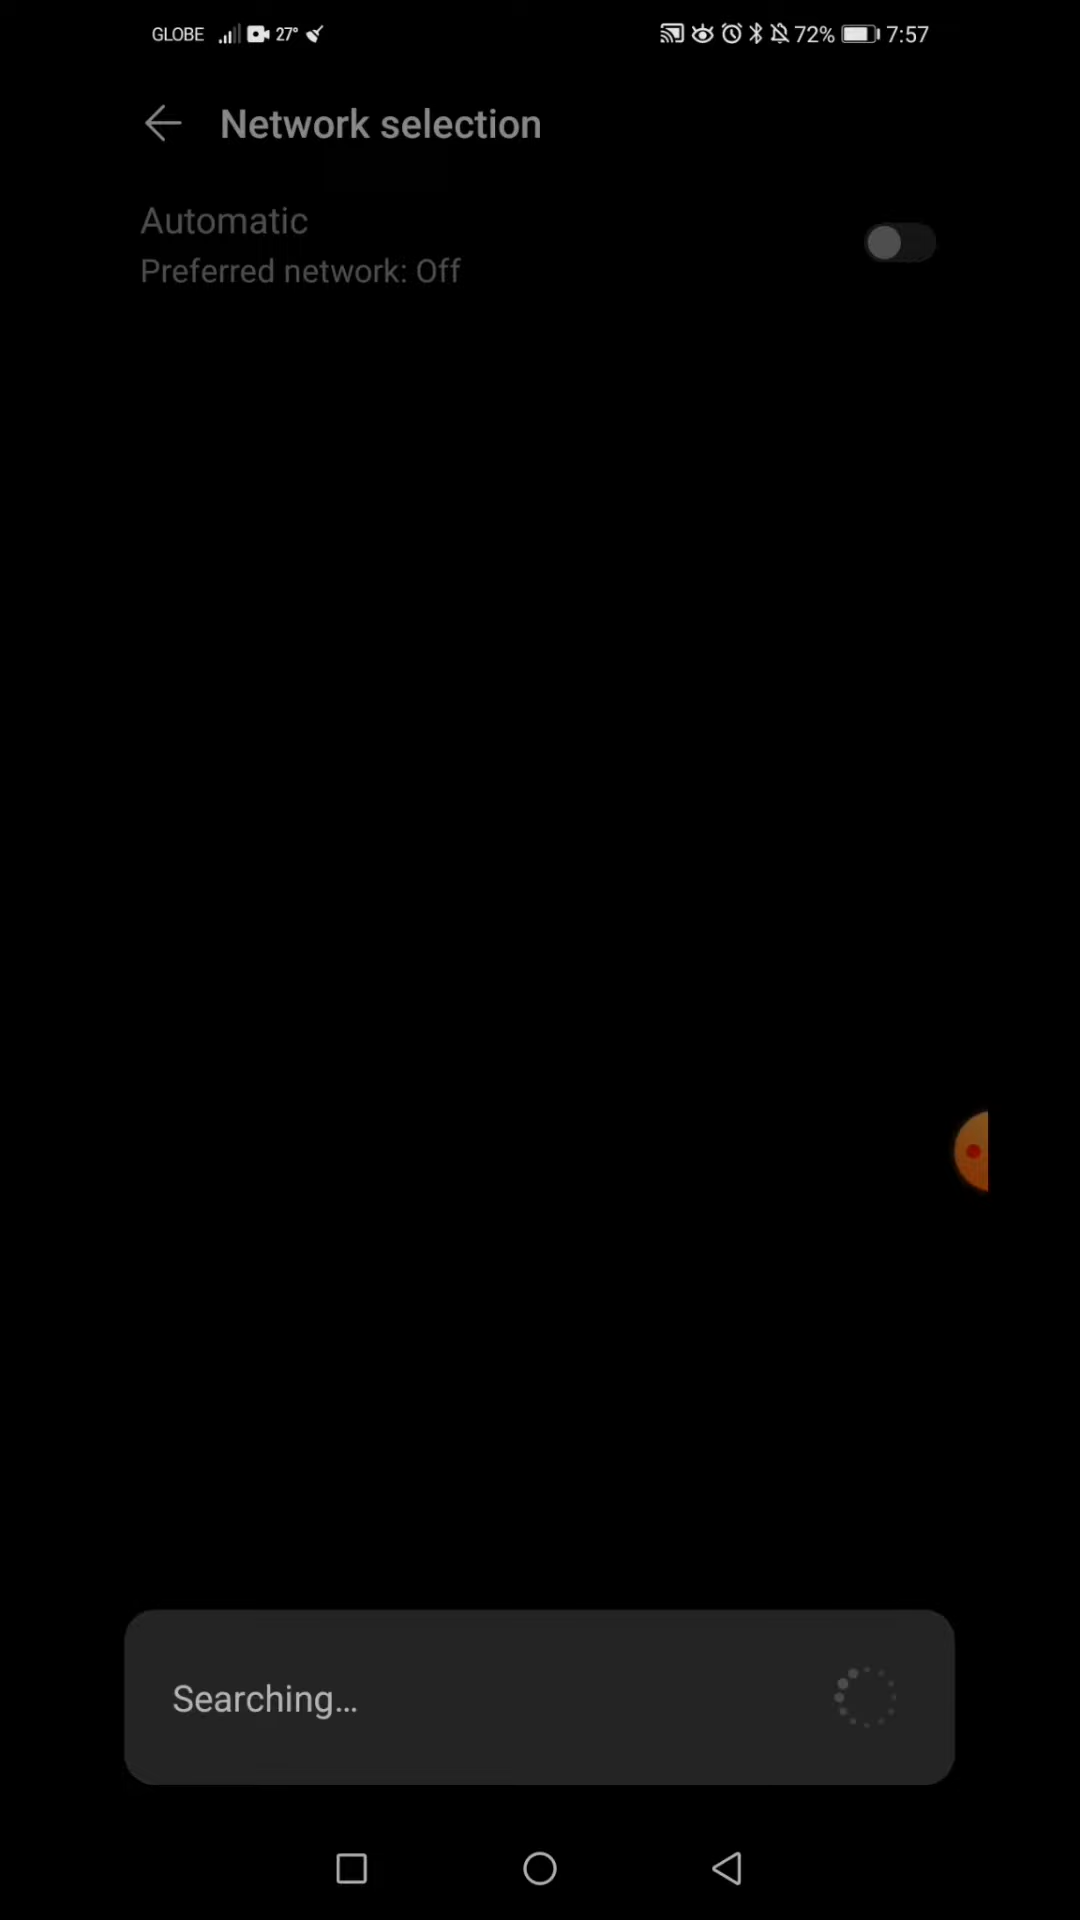 GLOBE 27° 72% 7:57
Network selection
Automatic
Preferred network: Off
Searching...